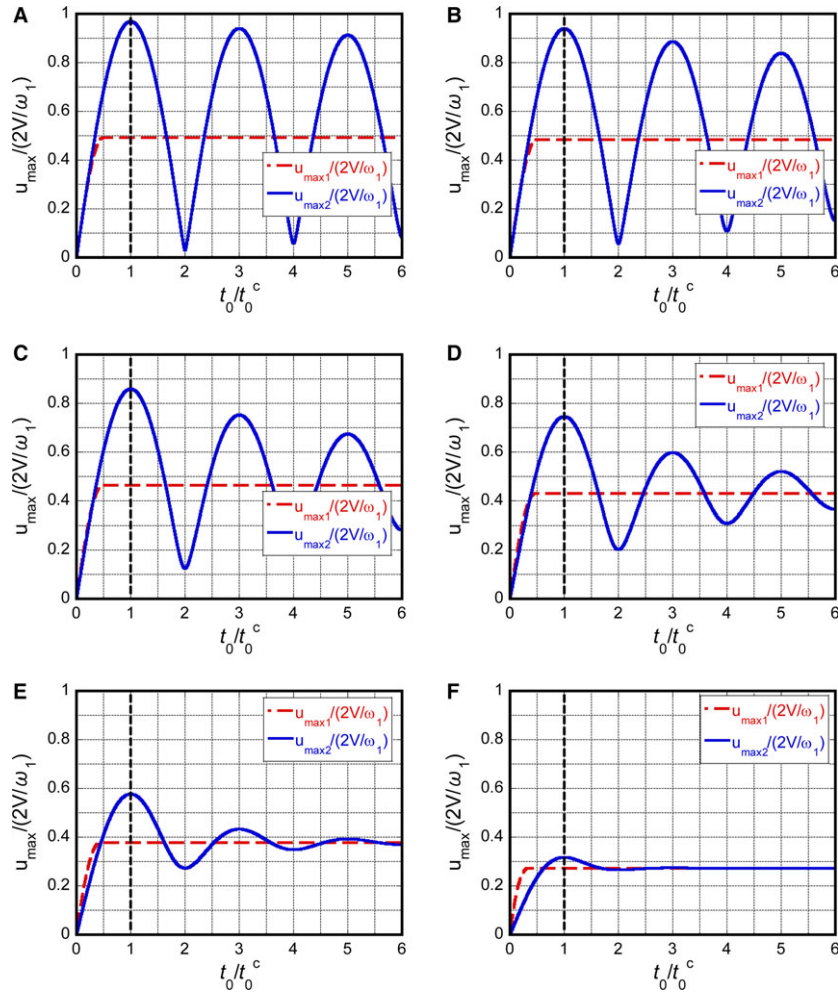 A
u_max/(2V/ω_1)
1
0.8
0.6
0.4
0.2
0
0 1 2 3 4 5 6
t_0/t_0^c
u_max1/(2V/ω_1)
u_max2/(2V/ω_1)
B
u_max/(2V/ω_1)
1
0.8
0.6
0.4
0.2
0
0 1 2 3 4 5 6
t_0/t_0^c
u_max1/(2V/ω_1)
u_max2/(2V/ω_1)
C
u_max/(2V/ω_1)
1
0.8
0.6
0.4
0.2
0
0 1 2 3 4 5 6
t_0/t_0^c
u_max1/(2V/ω_1)
u_max2/(2V/ω_1)
D
u_max/(2V/ω_1)
1
0.8
0.6
0.4
0.2
0
0 1 2 3 4 5 6
t_0/t_0^c
u_max1/(2V/ω_1)
u_max2/(2V/ω_1)
E
u_max/(2V/ω_1)
1
0.8
0.6
0.4
0.2
0
0 1 2 3 4 5 6
t_0/t_0^c
u_max1/(2V/ω_1)
u_max2/(2V/ω_1)
F
u_max/(2V/ω_1)
1
0.8
0.6
0.4
0.2
0
0 1 2 3 4 5 6
t_0/t_0^c
u_max1/(2V/ω_1)
u_max2/(2V/ω_1)